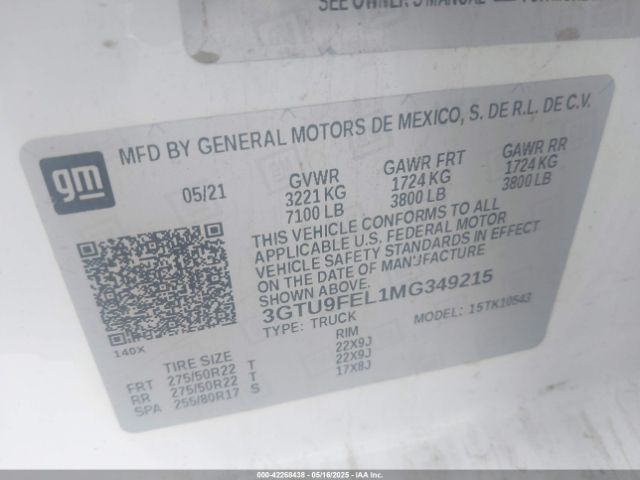 SEE OWNER'S MANUAL
MFD BY GENERAL MOTORS DE MEXICO, S. DE R.L. DE C.V.
gm
05/21 GVWR GAWR FRT GAWR RR
3221 KG 1724 KG 1724 KG
7100 LB 3800 LB 3800 LB
THIS VEHICLE CONFORMS TO ALL
APPLICABLE U.S. FEDERAL MOTOR
VEHICLE SAFETY STANDARDS IN EFFECT
ON THE DATE OF MANUFACTURE
SHOWN ABOVE
3GTU9FEL1MG349215
TYPE: TRUCK MODEL: 15TK10543
140X
TIRE SIZE RIM
FRT 275/50R22 T 22X9J
RR 275/50R22 T 22X9J
SPA 255/80R17 S 17X8J
000-42268438 - 05/16/2025 - IAA, Inc.